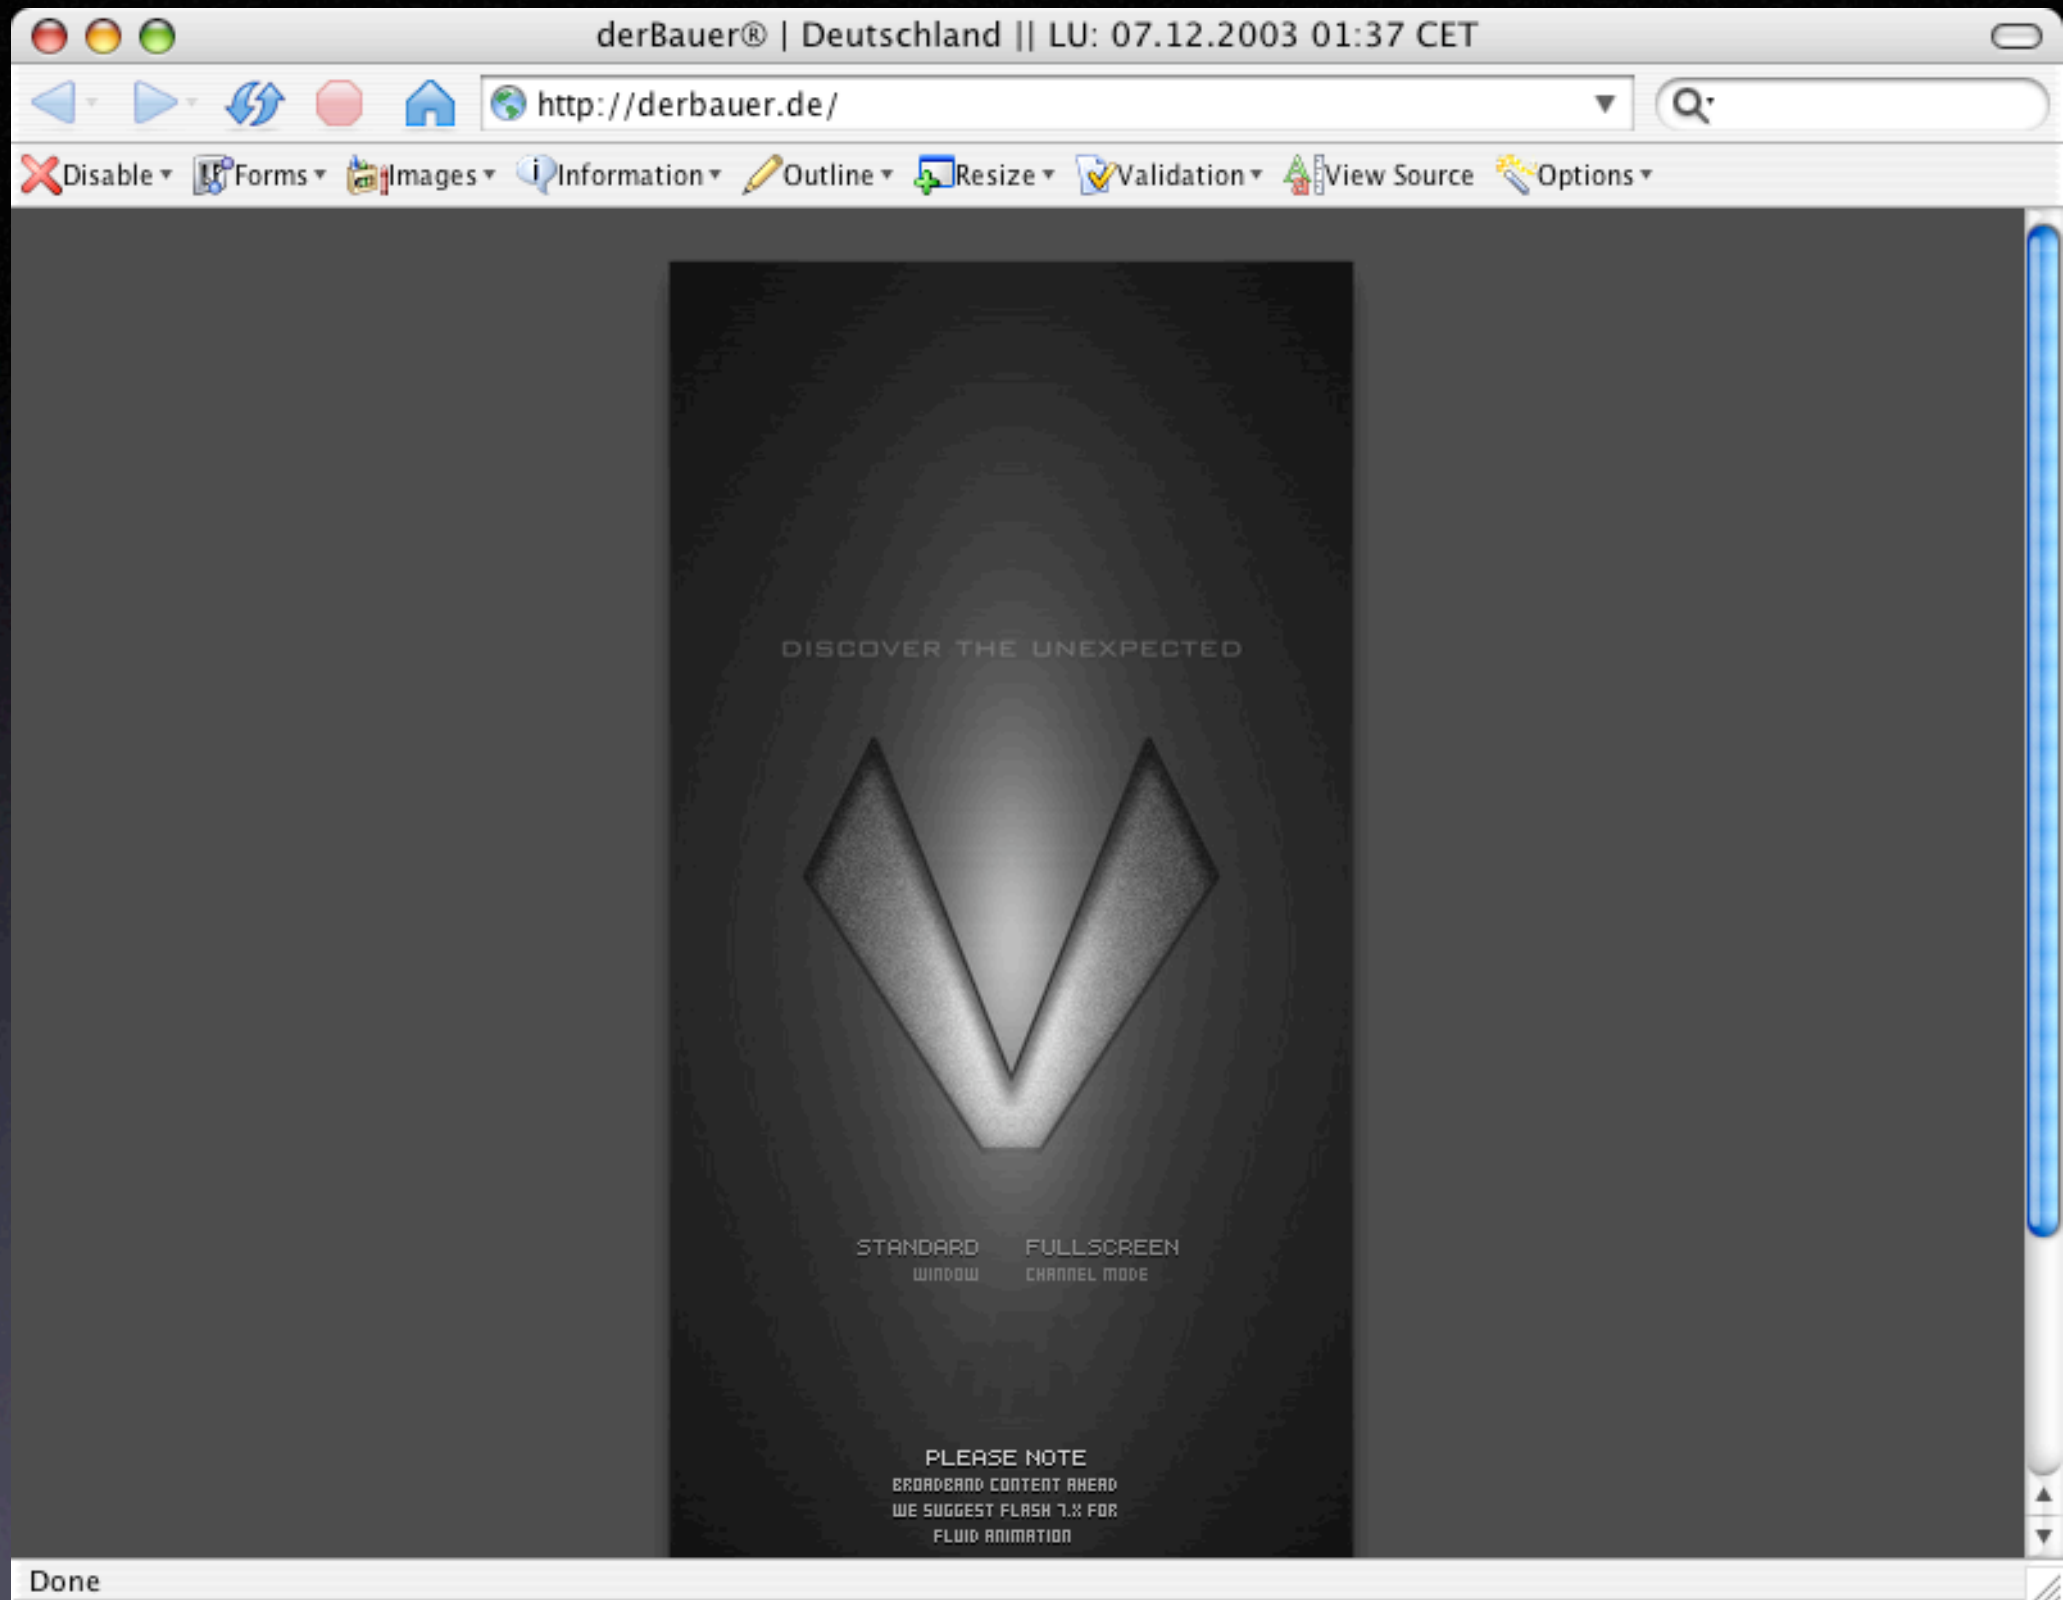 derBauer® | Deutschland || LU: 07.12.2003 01:37 CET
http://derbauer.de/
Disable Forms Images Information Outline Resize Validation View Source Options
DISCOVER THE UNEXPECTED
STANDARD FULLSCREEN
WINDOW CHANNEL MODE
PLEASE NOTE
BROADBAND CONTENT AHEAD
WE SUGGEST FLASH 7.X FOR
FLUID ANIMATION
Done